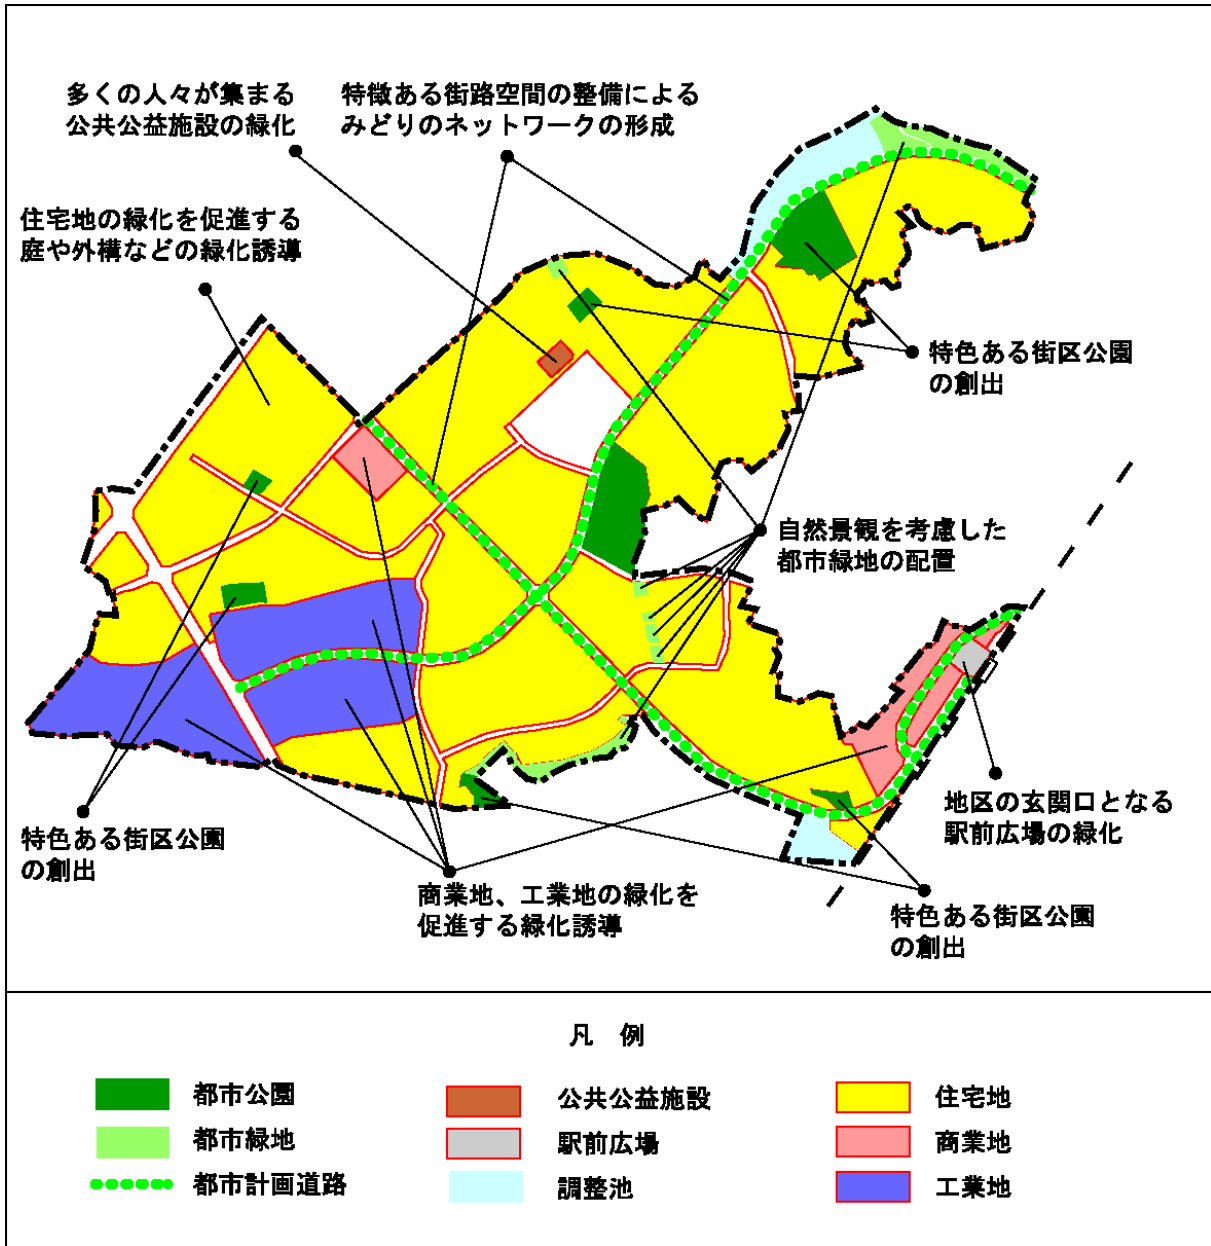 多くの人々が集まる
公共公益施設の緑化
特徴ある街路空間の整備による
みどりのネットワークの形成
住宅地の緑化を促進する
庭や外構などの緑化誘導
特色ある街区公園
の創出
自然景観を考慮した
都市緑地の配置
地区の玄関口となる
駅前広場の緑化
特色ある街区公園
の創出
商業地、工業地の緑化を
促進する緑化誘導
特色ある街区公園
の創出
凡 例
都市公園
公共公益施設
住宅地
都市緑地
駅前広場
商業地
都市計画道路
調整池
工業地